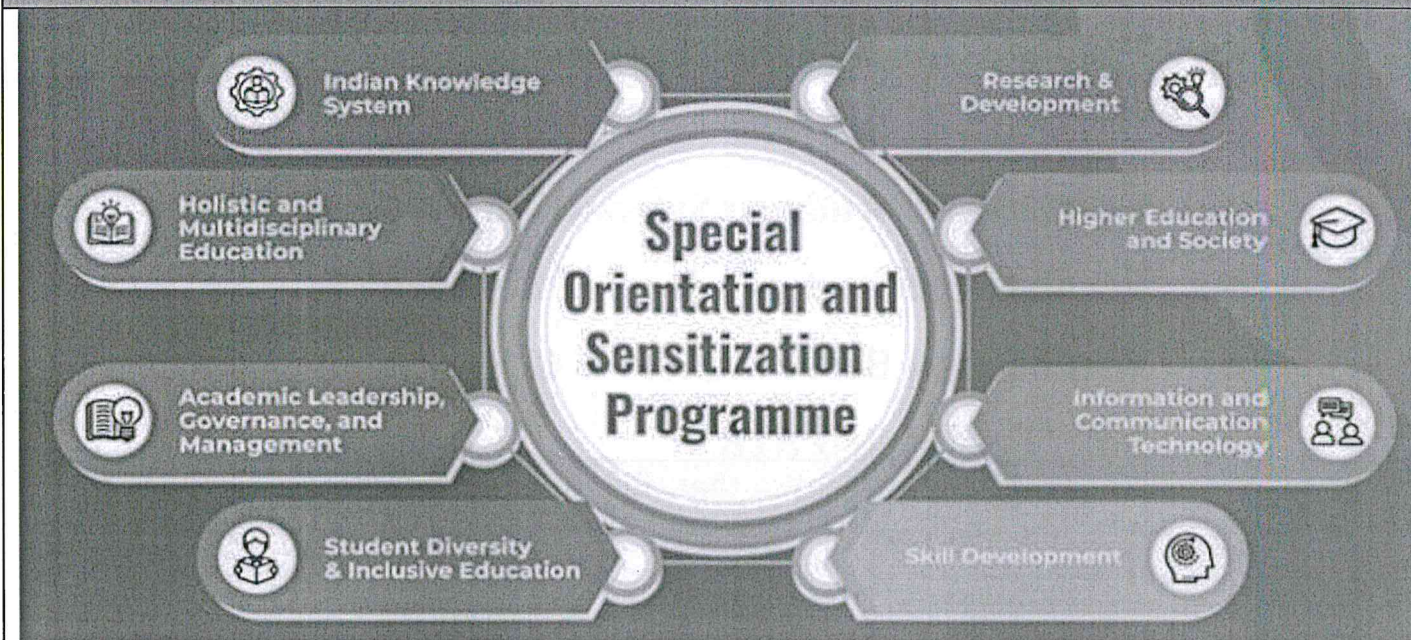 Indian Knowledge
System
Holistic and
Multidisciplinary
Education
Academic Leadership,
Governance, and
Management
Student Diversity
& Inclusive Education
Special
Orientation and
Sensitization
Programme
Research &
Development
Higher Education
and Society
Information and
Communication
Technology
Skill Development